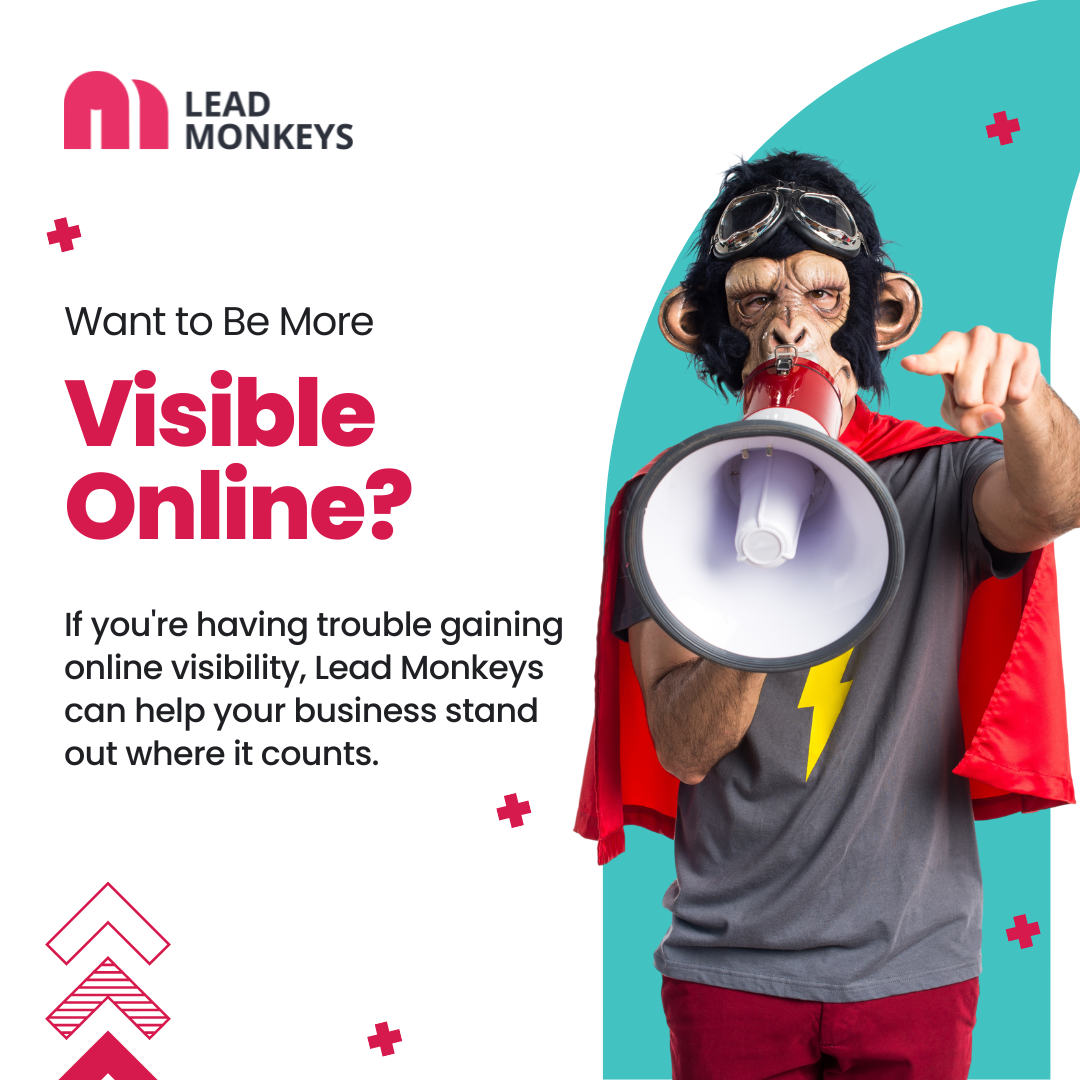 LEAD
MONKEYS
Want to Be More
Visible
Online?
If you're having trouble gaining
online visibility, Lead Monkeys
can help your business stand
out where it counts.